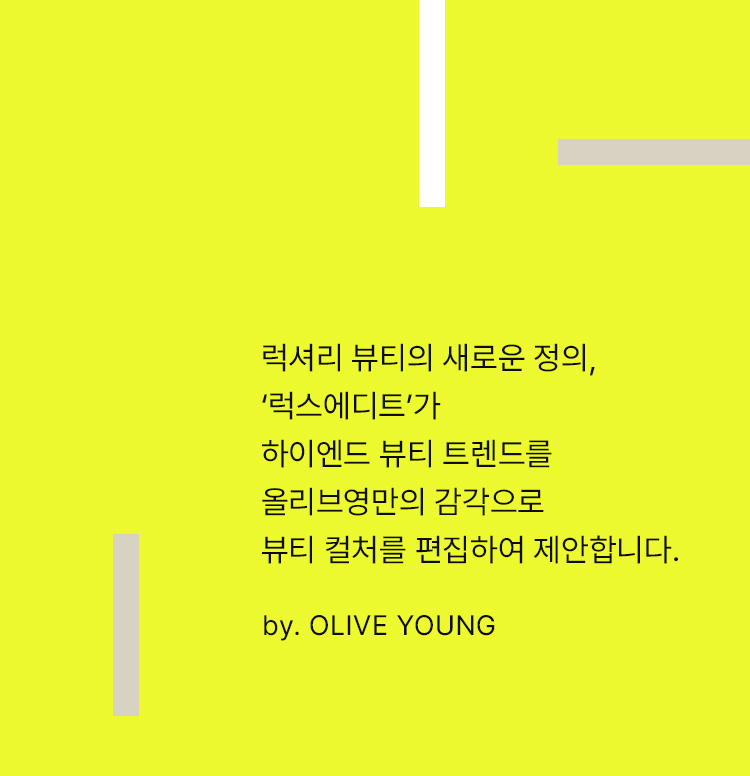 럭셔리 뷰티의 새로운 정의,
‘럭스에디트’가
하이엔드 뷰티 트렌드를
올리브영만의 감각으로
뷰티 컬처를 편집하여 제안합니다.
by. OLIVE YOUNG